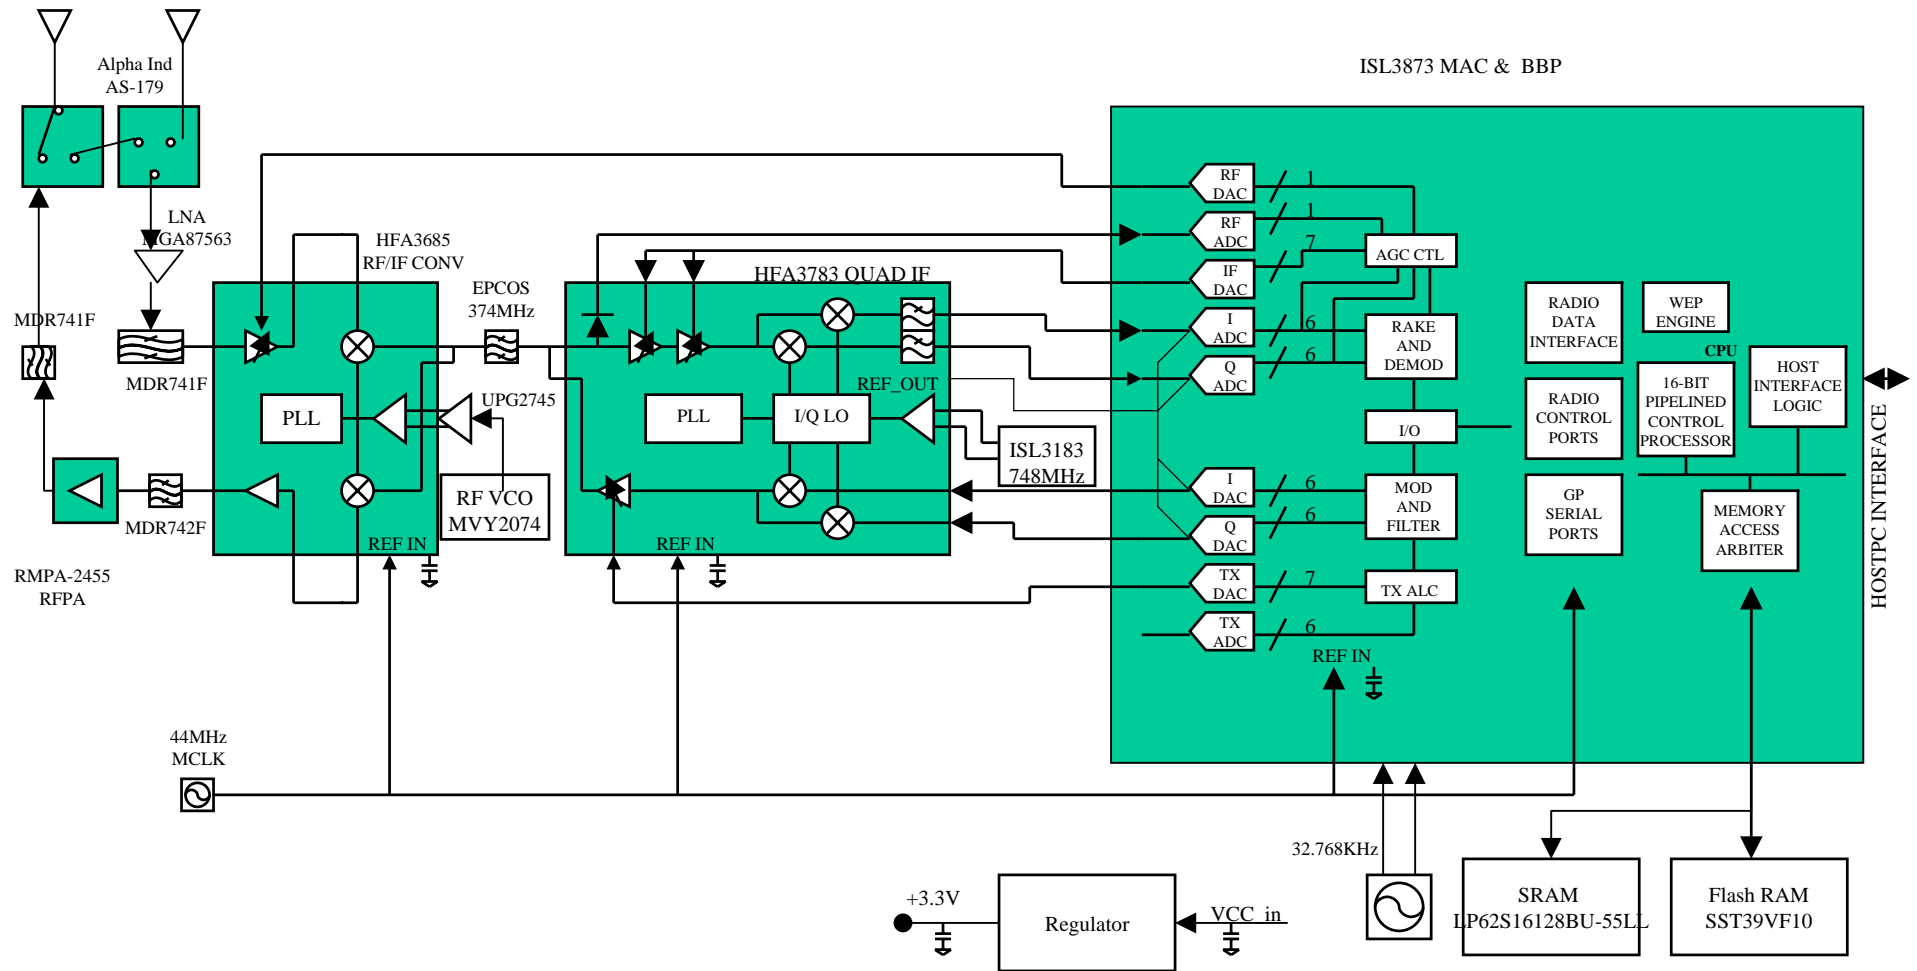 Alpha Ind
AS-179
ISL3873 MAC &  BBP
LNA
MGA87563
HFA3685
RF/IF CONV
EPCOS
374MHz
HFA3783 QUAD IF
MDR741F
MDR741F
PLL
UPG2745
RF VCO
MVY2074
MDR742F
REF IN
RMPA-2455
RFPA
PLL
I/Q LO
REF_OUT
ISL3183
748MHz
REF IN
RF
DAC
1
RF
ADC
1
IF
DAC
7
I
ADC
6
Q
ADC
6
I
DAC
6
Q
DAC
6
TX
DAC
7
TX
ADC
6
AGC CTL
RAKE
AND
DEMOD
I/O
MOD
AND
FILTER
TX ALC
REF IN
RADIO
DATA
INTERFACE
RADIO
CONTROL
PORTS
GP
SERIAL
PORTS
WEP
ENGINE
CPU
16-BIT
PIPELINED
CONTROL
PROCESSOR
HOST
INTERFACE
LOGIC
MEMORY
ACCESS
ARBITER
HOSTPC INTERFACE
44MHz
MCLK
32.768KHz
+3.3V
Regulator
VCC_in
SRAM
LP62S16128BU-55LL
Flash RAM
SST39VF10